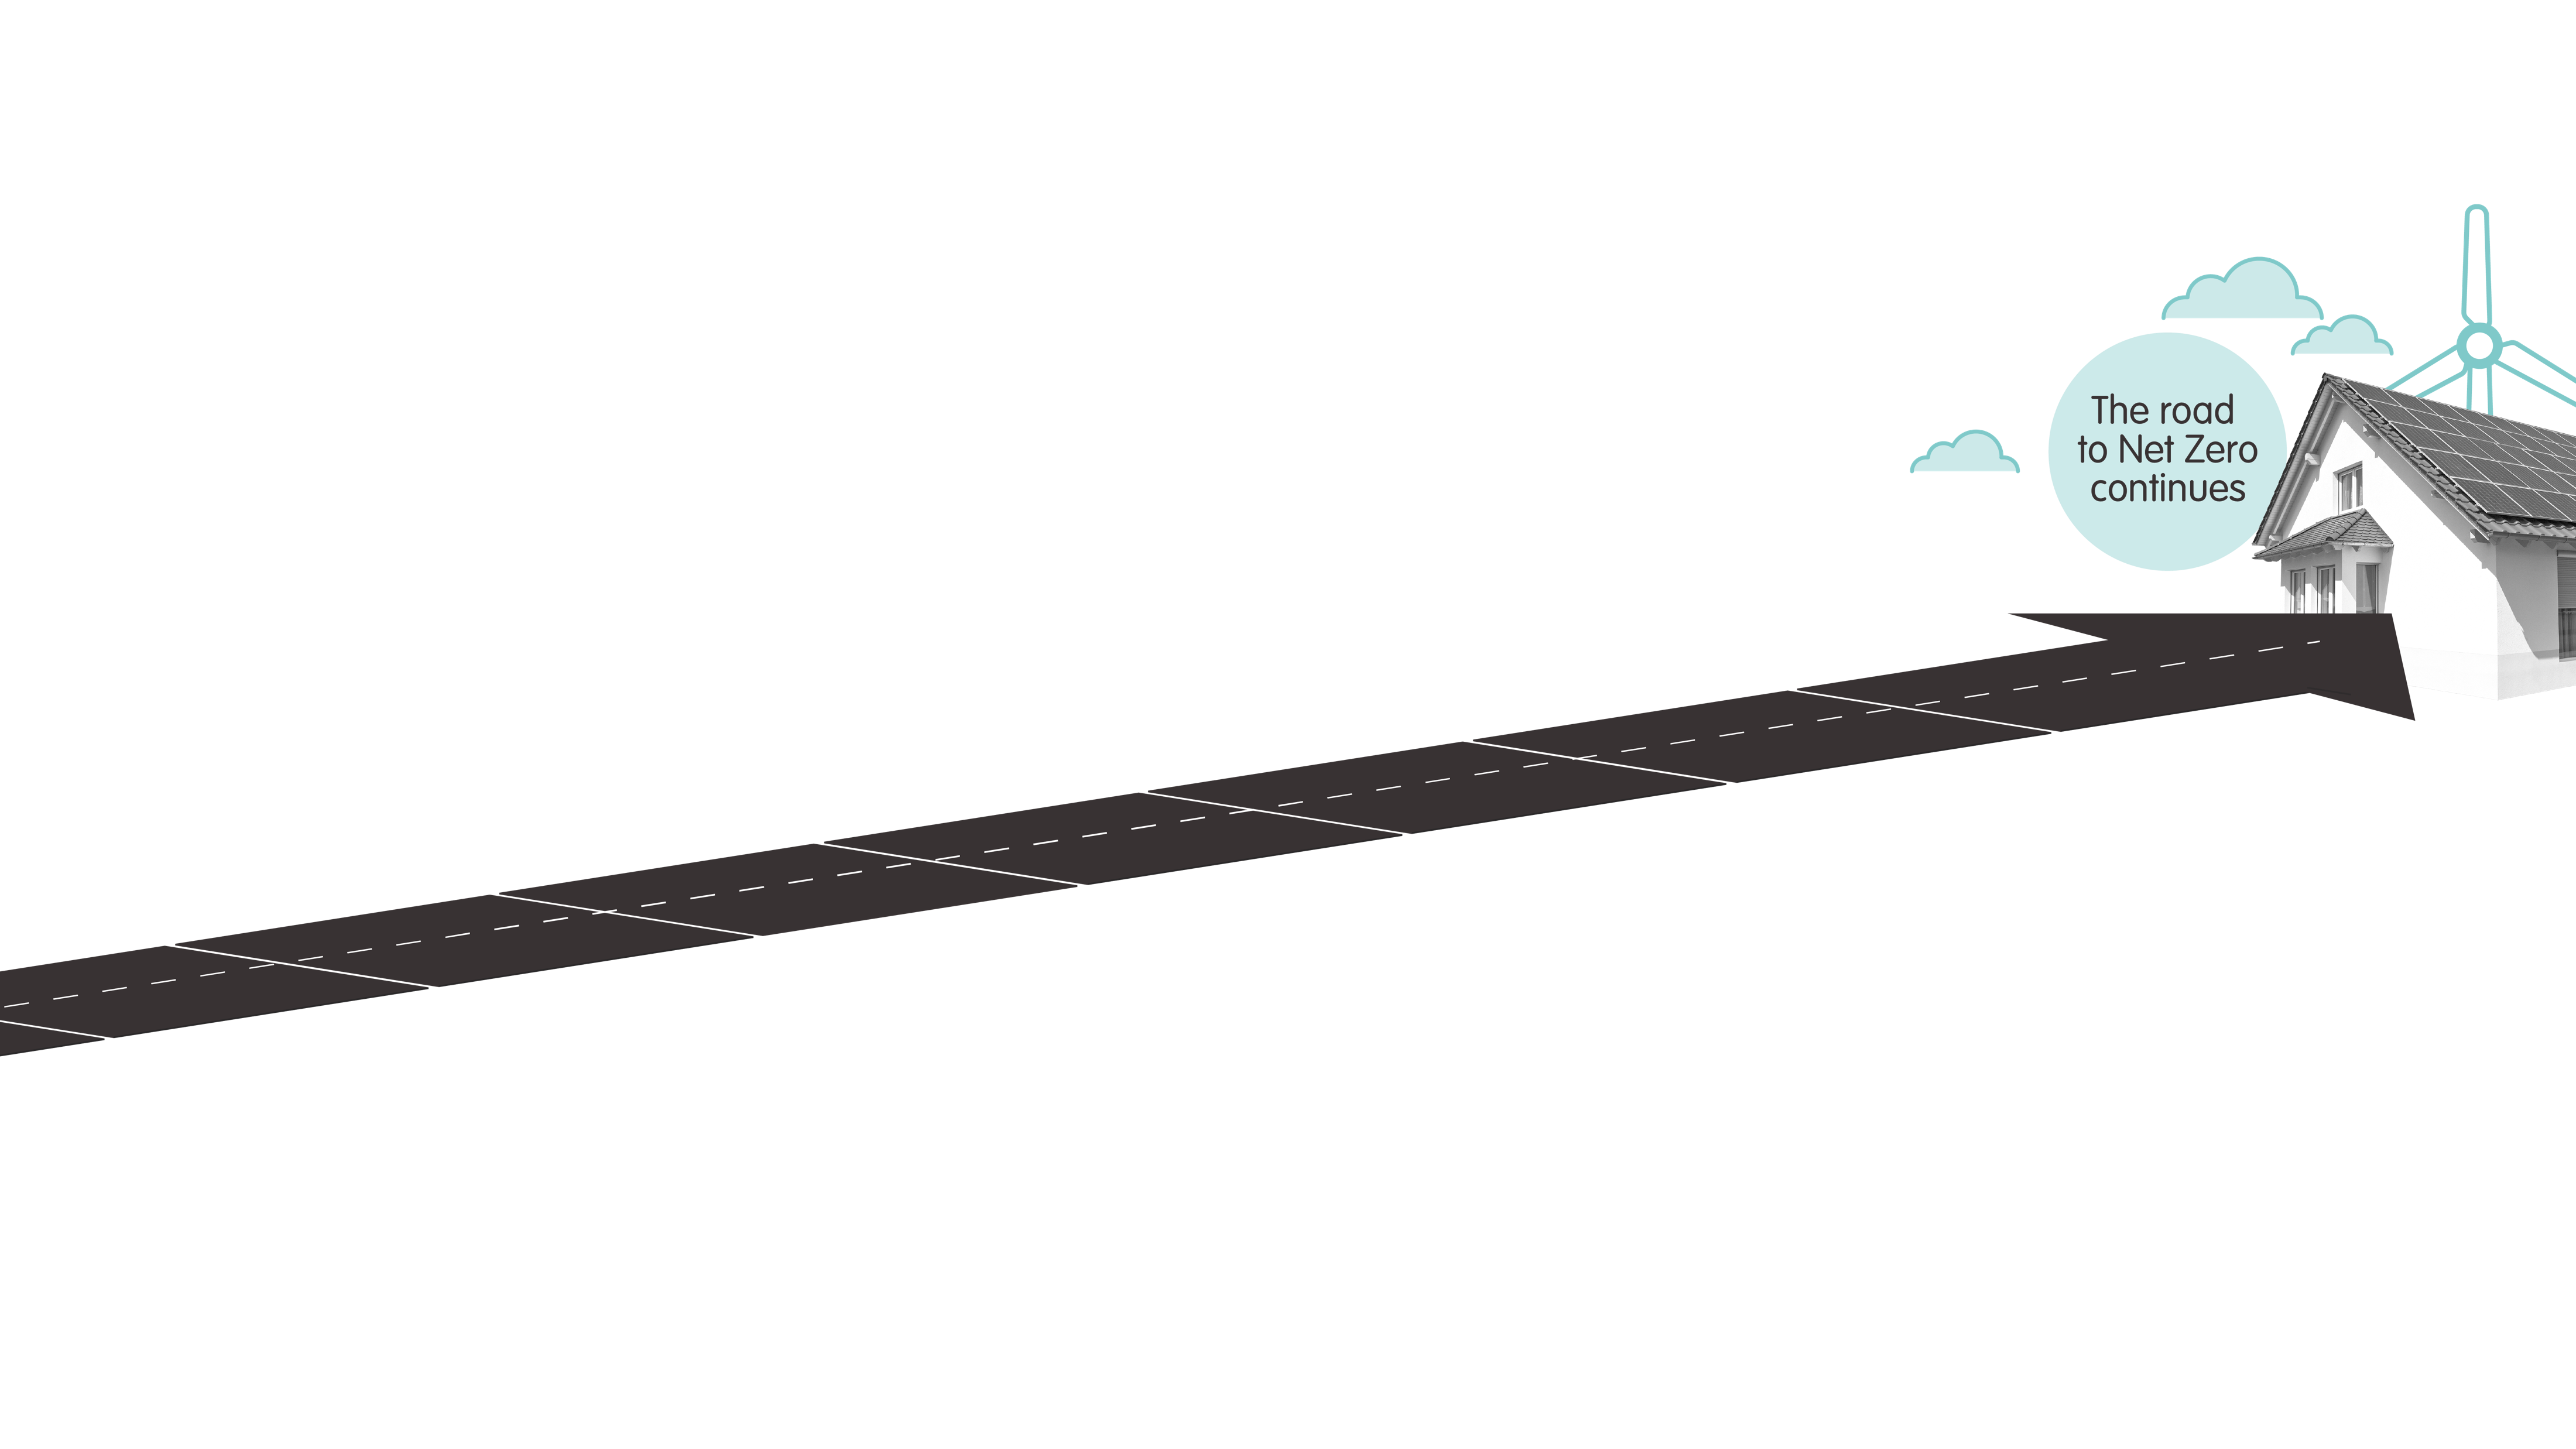 The road
to Net Zero
continues